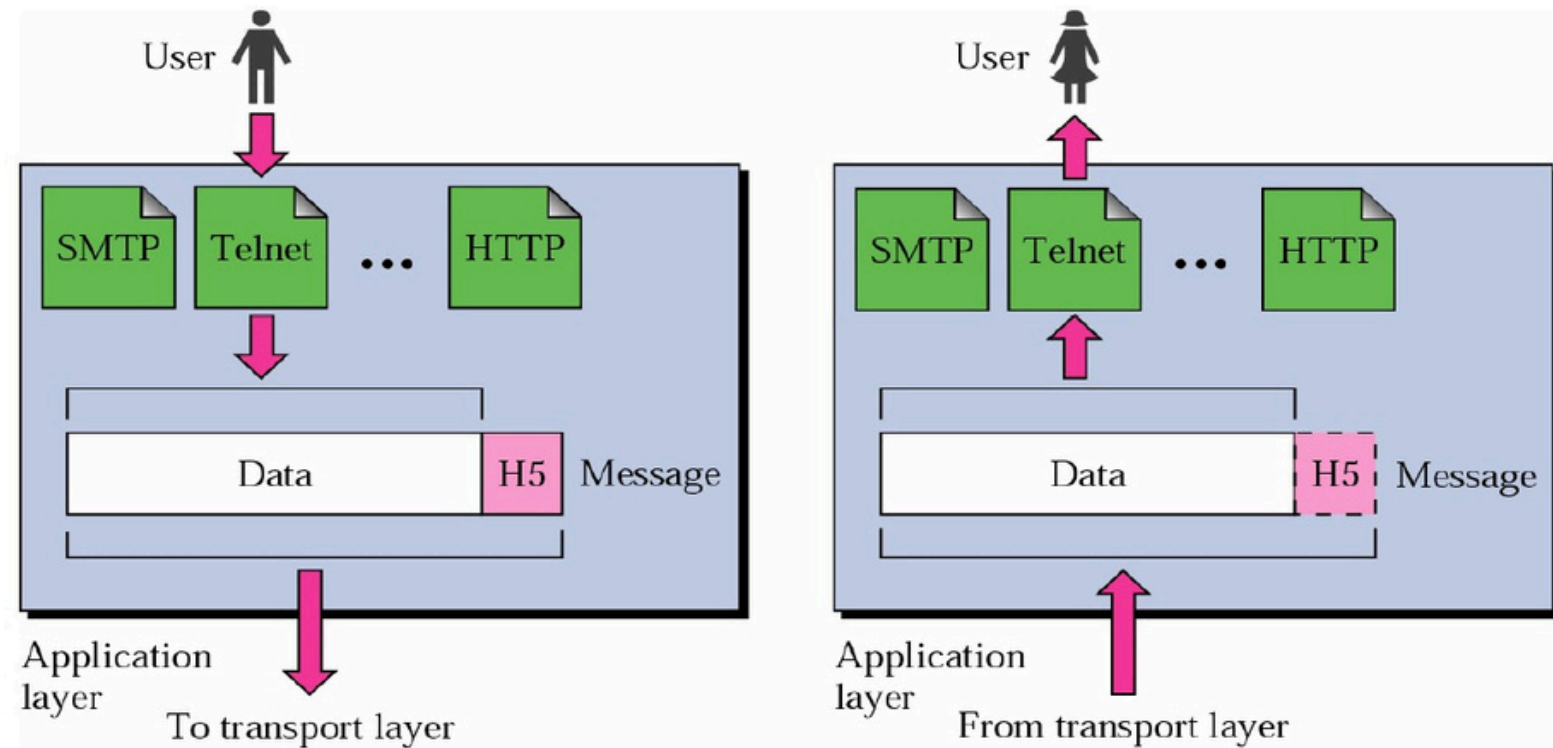 User
User
SMTP
Telnet
...
HTTP
SMTP
Telnet
...
HTTP
Data
H5
Message
Data
H5
Message
Application
layer
To transport layer
Application
layer
From transport layer